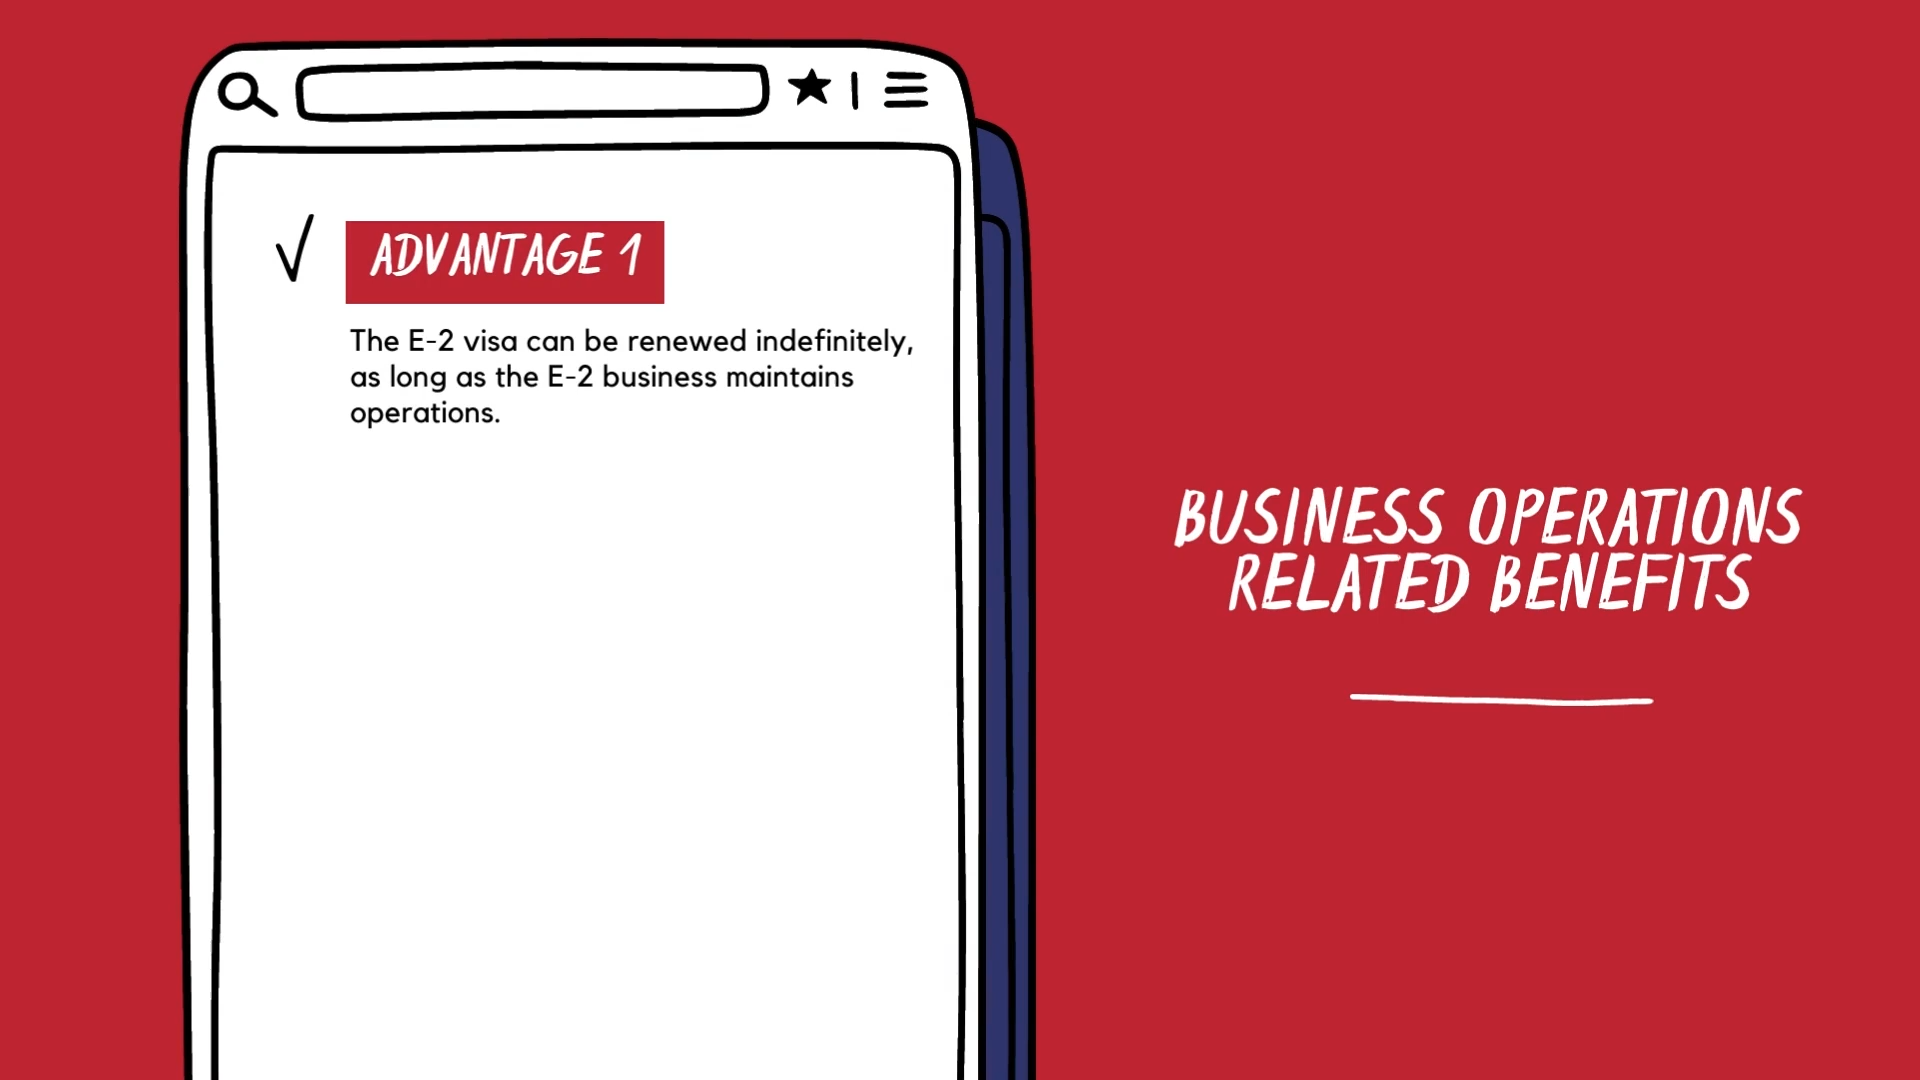 ADVANTAGE 1
The E-2 visa can be renewed indefinitely,
as long as the E-2 business maintains
operations.
BUSINESS OPERATIONS
RELATED BENEFITS